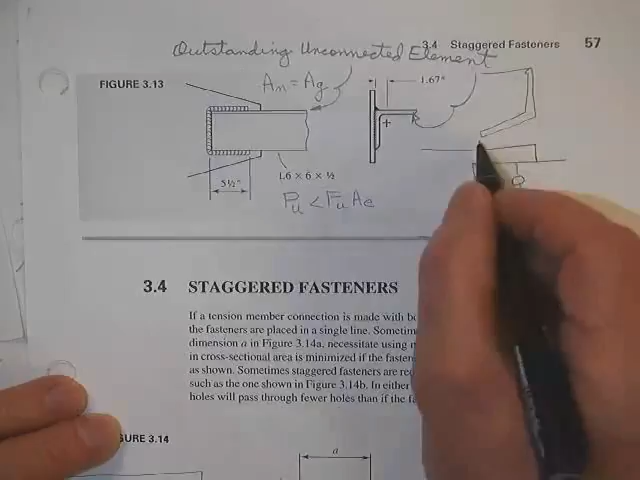 3.4 Staggered Fasteners 57
Outstanding Unconnected Element
FIGURE 3.13
An = Ag
1.67"
5½"
L6 × 6 × ½
Pu < Fu Ae
3.4 STAGGERED FASTENERS
If a tension member connection is made with
the fasteners are placed in a single line. Sometim
dimension a in Figure 3.14a, necessitate using
in cross-sectional area is minimized if the fasten
as shown. Sometimes staggered fasteners are
such as the one shown in Figure 3.14b. In either
holes will pass through fewer holes than if the
GURE 3.14
a